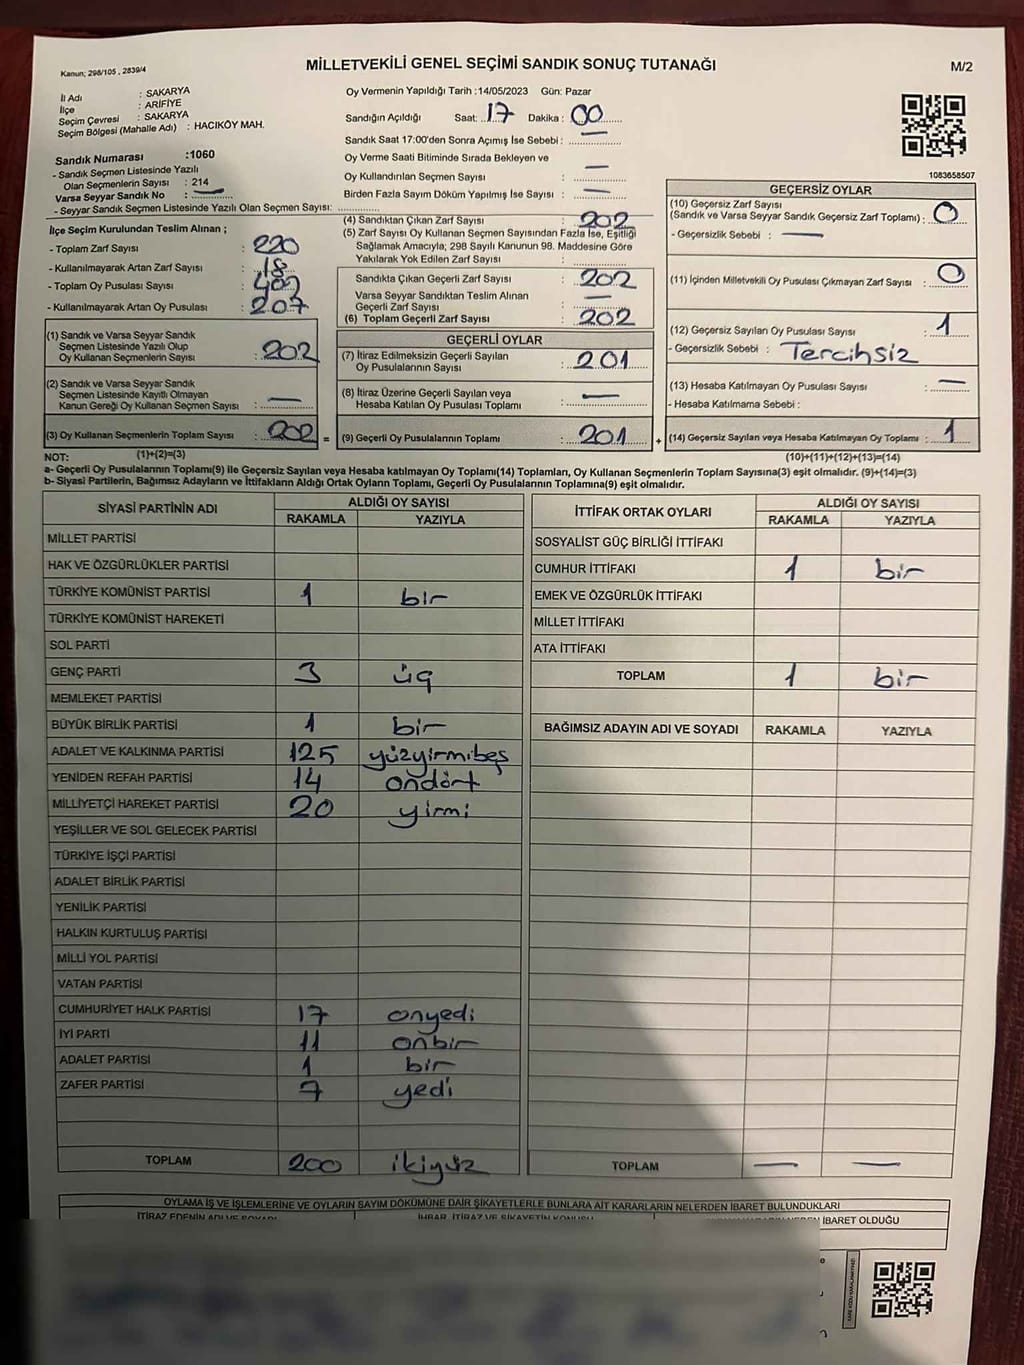 Kanun; 298/105 , 2839/4
MİLLETVEKİLİ GENEL SEÇİMİ SANDIK SONUÇ TUTANAĞI
M/2
İl Adı : SAKARYA
İlçe : ARİFİYE
Seçim Çevresi : SAKARYA
Seçim Bölgesi (Mahalle Adı) : HACIKÖY MAH.
Sandık Numarası :1060
- Sandık Seçmen Listesinde Yazılı
Olan Seçmenlerin Sayısı : 214
Varsa Seyyar Sandık No : —
- Seyyar Sandık Seçmen Listesinde Yazılı Olan Seçmen Sayısı:
Oy Vermenin Yapıldığı Tarih :14/05/2023 Gün: Pazar
Sandığın Açıldığı Saat: 17 Dakika : 00
Sandık Saat 17:00'den Sonra Açımış İse Sebebi : —
Oy Verme Saati Bitiminde Sırada Bekleyen ve
Oy Kullandırılan Seçmen Sayısı : —
Birden Fazla Sayım Döküm Yapılmış İse Sayısı : —
1083658507
İlçe Seçim Kurulundan Teslim Alınan ;
- Toplam Zarf Sayısı : 220
- Kullanılmayarak Artan Zarf Sayısı : 18
- Toplam Oy Pusulası Sayısı : 409
- Kullanılmayarak Artan Oy Pusulası : 207
(1) Sandık ve Varsa Seyyar Sandık
Seçmen Listesinde Yazılı Olup
Oy Kullanan Seçmenlerin Sayısı : 202
(2) Sandık ve Varsa Seyyar Sandık
Seçmen Listesinde Kayıtlı Olmayan
Kanun Gereği Oy Kullanan Seçmen Sayısı : —
(3) Oy Kullanan Seçmenlerin Toplam Sayısı : 202 =
(1)+(2)=(3)
(4) Sandıktan Çıkan Zarf Sayısı : 202
(5) Zarf Sayısı Oy Kullanan Seçmen Sayısından Fazla İse, Eşitliği
Sağlamak Amacıyla; 298 Sayılı Kanunun 98. Maddesine Göre
Yakılarak Yok Edilen Zarf Sayısı :
Sandıkta Çıkan Geçerli Zarf Sayısı : 202
Varsa Seyyar Sandıktan Teslim Alınan
Geçerli Zarf Sayısı : —
(6) Toplam Geçerli Zarf Sayısı : 202
GEÇERLİ OYLAR
(7) İtiraz Edilmeksizin Geçerli Sayılan
Oy Pusulalarının Sayısı : 201
(8) İtiraz Üzerine Geçerli Sayılan veya
Hesaba Katılan Oy Pusulası Toplamı : —
(9) Geçerli Oy Pusulalarının Toplamı : 201 +
GEÇERSİZ OYLAR
(10) Geçersiz Zarf Sayısı
(Sandık ve Varsa Seyyar Sandık Geçersiz Zarf Toplamı) : 0
- Geçersizlik Sebebi : —
(11) İçinden Milletvekili Oy Pusulası Çıkmayan Zarf Sayısı : 0
(12) Geçersiz Sayılan Oy Pusulası Sayısı : 1
- Geçersizlik Sebebi : Tercihsiz
(13) Hesaba Katılmayan Oy Pusulası Sayısı : —
- Hesaba Katılmama Sebebi :
(14) Geçersiz Sayılan veya Hesaba Katılmayan Oy Toplamı : 1
(10)+(11)+(12)+(13)=(14)
NOT:
a- Geçerli Oy Pusulalarının Toplamı(9) ile Geçersiz Sayılan veya Hesaba katılmayan Oy Toplamı(14) Toplamları, Oy Kullanan Seçmenlerin Toplam Sayısına(3) eşit olmalıdır. (9)+(14)=(3)
b- Siyasi Partilerin, Bağımsız Adayların ve İttifakların Aldığı Ortak Oyların Toplamı, Geçerli Oy Pusulalarının Toplamına(9) eşit olmalıdır.
SİYASİ PARTİNİN ADI ALDIĞI OY SAYISI
RAKAMLA YAZIYLA
MİLLET PARTİSİ
HAK VE ÖZGÜRLÜKLER PARTİSİ
TÜRKİYE KOMÜNİST PARTİSİ 1 bir
TÜRKİYE KOMÜNİST HAREKETİ
SOL PARTİ
GENÇ PARTİ 3 üç
MEMLEKET PARTİSİ
BÜYÜK BİRLİK PARTİSİ 1 bir
ADALET VE KALKINMA PARTİSİ 125 yüzyirmibeş
YENİDEN REFAH PARTİSİ 14 ondört
MİLLİYETÇİ HAREKET PARTİSİ 20 yirmi
YEŞİLLER VE SOL GELECEK PARTİSİ
TÜRKİYE İŞÇİ PARTİSİ
ADALET BİRLİK PARTİSİ
YENİLİK PARTİSİ
HALKIN KURTULUŞ PARTİSİ
MİLLİ YOL PARTİSİ
VATAN PARTİSİ
CUMHURİYET HALK PARTİSİ 17 onyedi
İYİ PARTİ 11 onbir
ADALET PARTİSİ 1 bir
ZAFER PARTİSİ 7 yedi
TOPLAM 200 ikiyüz
İTTİFAK ORTAK OYLARI ALDIĞI OY SAYISI
RAKAMLA YAZIYLA
SOSYALİST GÜÇ BİRLİĞİ İTTİFAKI
CUMHUR İTTİFAKI 1 bir
EMEK VE ÖZGÜRLÜK İTTİFAKI
MİLLET İTTİFAKI
ATA İTTİFAKI
TOPLAM 1 bir
BAĞIMSIZ ADAYIN ADI VE SOYADI RAKAMLA YAZIYLA
TOPLAM — —
OYLAMA İŞ VE İŞLEMLERİNE VE OYLARIN SAYIM DÖKÜMÜNE DAİR ŞİKAYETLERLE BUNLARA AİT KARARLARIN NELERDEN İBARET BULUNDUKLARI
İTİRAZ EDENİN ADI VE SOYADI İHBAR, İTİRAZ VE ŞİKAYETİN KONUSU İBARET OLDUĞU